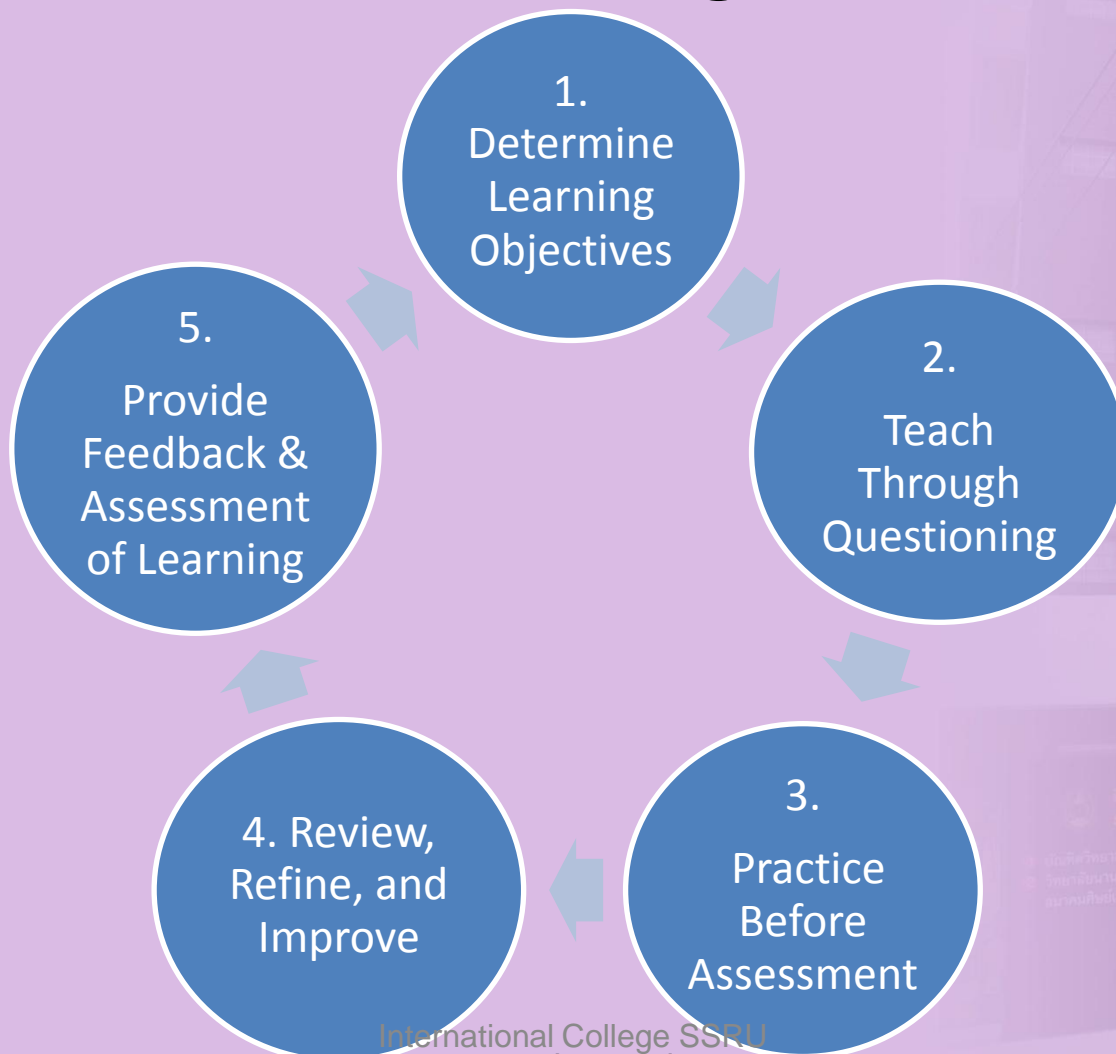 1.
Determine
Learning
Objectives
2.
Teach
Through
Questioning
3.
Practice
Before
Assessment
4. Review,
Refine, and
Improve
5.
Provide
Feedback &
Assessment
of Learning
International College SSRU